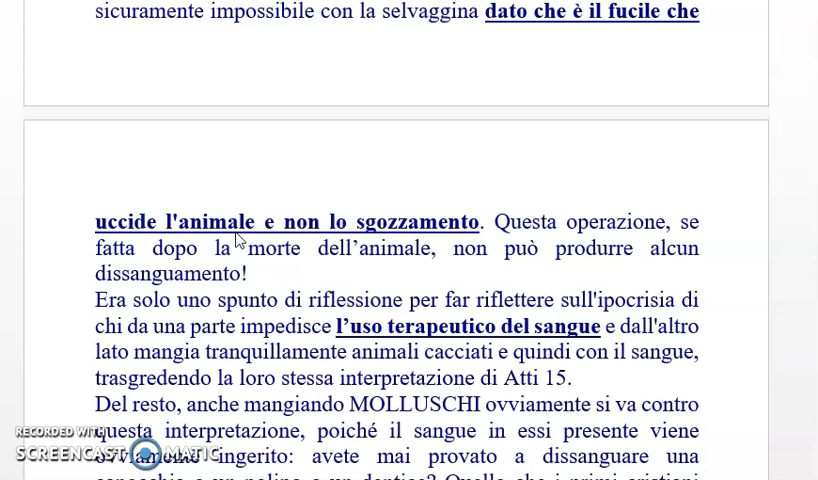 sicuramente impossibile con la selvaggina dato che è il fucile che
uccide l'animale e non lo sgozzamento. Questa operazione, se
fatta dopo la morte dell’animale, non può produrre alcun
dissanguamento!
Era solo uno spunto di riflessione per far riflettere sull'ipocrisia di
chi da una parte impedisce l’uso terapeutico del sangue e dall'altro
lato mangia tranquillamente animali cacciati e quindi con il sangue,
trasgredendo la loro stessa interpretazione di Atti 15.
Del resto, anche mangiando MOLLUSCHI ovviamente si va contro
questa interpretazione, poiché il sangue in essi presente viene
ovviamente ingerito: avete mai provato a dissanguare una
RECORDED WITH
SCREENCAST MATIC